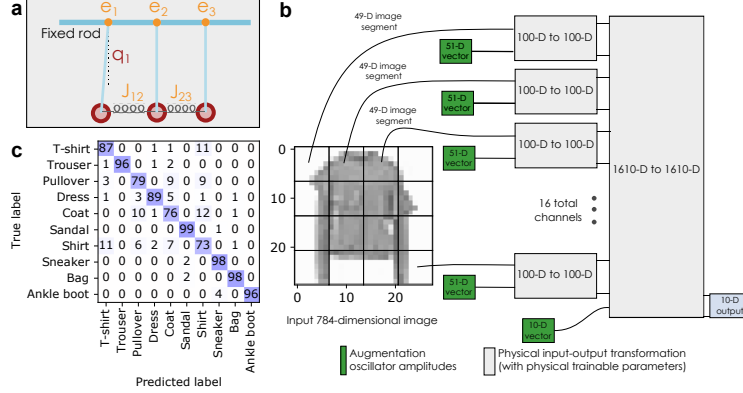 a
e1 e2 e3
Fixed rod
q1
J12 J23
b
49-D image
segment
49-D image
segment
49-D image
segment
51-D
vector
100-D to 100-D
51-D
vector
100-D to 100-D
51-D
vector
100-D to 100-D
1610-D to 1610-D
16 total
channels
51-D
vector
100-D to 100-D
10-D
vector
10-D
output
0
10
20
0 10 20
Input 784-dimensional image
Augmentation
oscillator amplitudes
Physical input-output transformation
(with physical trainable parameters)
c
True label
T-shirt 87 0 0 1 1 0 11 0 0 0
Trouser 1 96 0 1 2 0 0 0 0 0
Pullover 3 0 79 0 9 0 9 0 0 0
Dress 1 0 3 89 5 0 1 0 1 0
Coat 0 0 10 1 76 0 12 0 0 0
Sandal 0 0 0 0 0 99 0 1 0 0
Shirt 11 0 6 2 7 0 73 0 1 0
Sneaker 0 0 0 0 0 2 0 98 0 0
Bag 0 0 0 0 0 2 0 0 98 0
Ankle boot 0 0 0 0 0 0 0 4 0 96
T-shirt Trouser Pullover Dress Coat Sandal Shirt Sneaker Bag Ankle boot
Predicted label